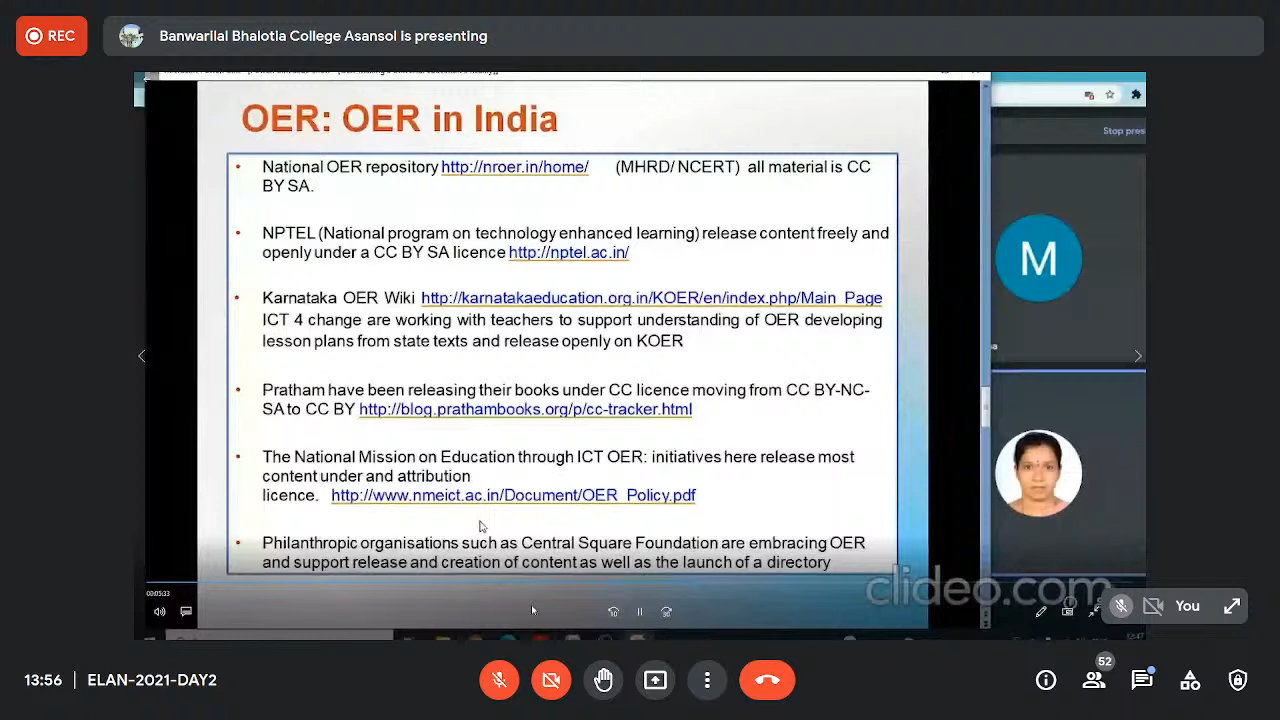 REC
Banwarilal Bhalotia College Asansol is presenting
Stop pres
OER: OER in India
National OER repository http://nroer.in/home/ (MHRD/ NCERT) all material is CC
BY SA.
NPTEL (National program on technology enhanced learning) release content freely and
openly under a CC BY SA licence http://nptel.ac.in/
Karnataka OER Wiki http://karnatakaeducation.org.in/KOER/en/index.php/Main_Page
ICT 4 change are working with teachers to support understanding of OER developing
lesson plans from state texts and release openly on KOER
Pratham have been releasing their books under CC licence moving from CC BY-NC-
SA to CC BY http://blog.prathambooks.org/p/cc-tracker.html
The National Mission on Education through ICT OER: initiatives here release most
content under and attribution
licence. http://www.nmeict.ac.in/Document/OER_Policy.pdf
Philanthropic organisations such as Central Square Foundation are embracing OER
and support release and creation of content as well as the launch of a directory
M
clideo.com
00:05:33
You
13:56 | ELAN-2021-DAY2
52